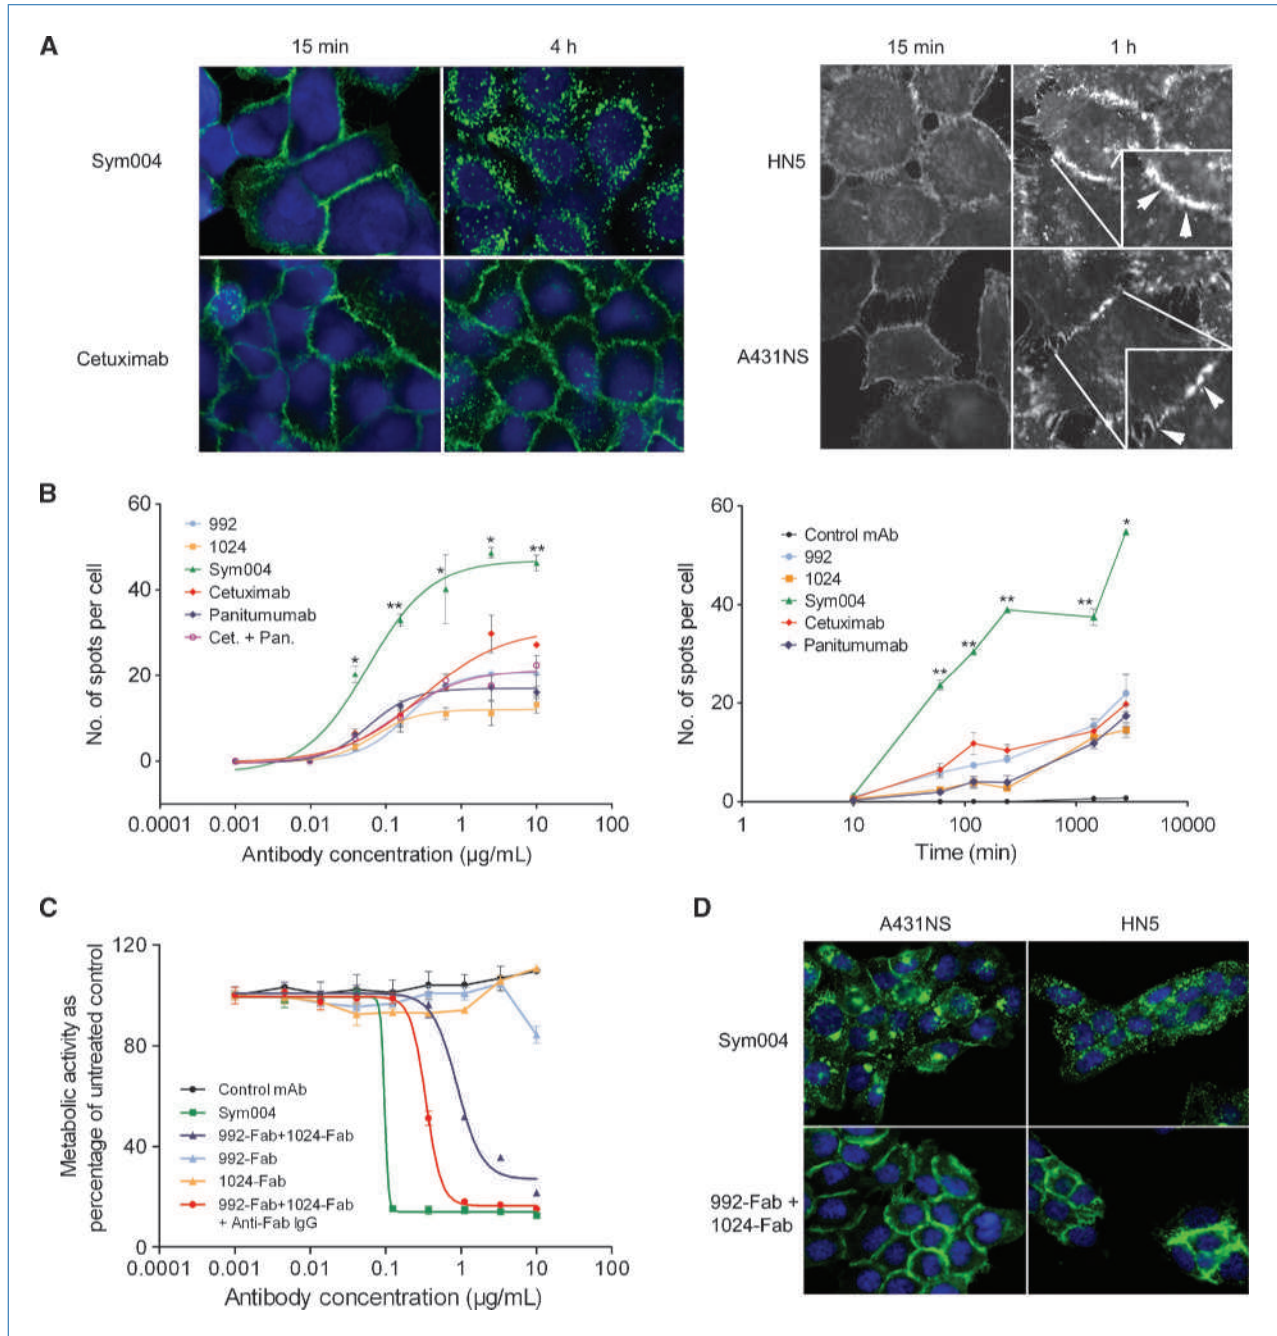 A
15 min
4 h
15 min
1 h
Sym004
HN5
Cetuximab
A431NS
B
60
40
20
0
No. of spots per cell
992
1024
Sym004
Cetuximab
Panitumumab
Cet. + Pan.
*
**
*
*
**
0.0001
0.001
0.01
0.1
1
10
100
Antibody concentration (µg/mL)
60
40
20
0
No. of spots per cell
Control mAb
992
1024
Sym004
Cetuximab
Panitumumab
**
**
**
**
*
1
10
100
1000
10000
Time (min)
C
120
80
40
0
Metabolic activity as
percentage of untreated control
Control mAb
Sym004
992-Fab+1024-Fab
992-Fab
1024-Fab
992-Fab+1024-Fab
+ Anti-Fab IgG
0.0001
0.001
0.01
0.1
1
10
100
Antibody concentration (µg/mL)
D
A431NS
HN5
Sym004
992-Fab +
1024-Fab